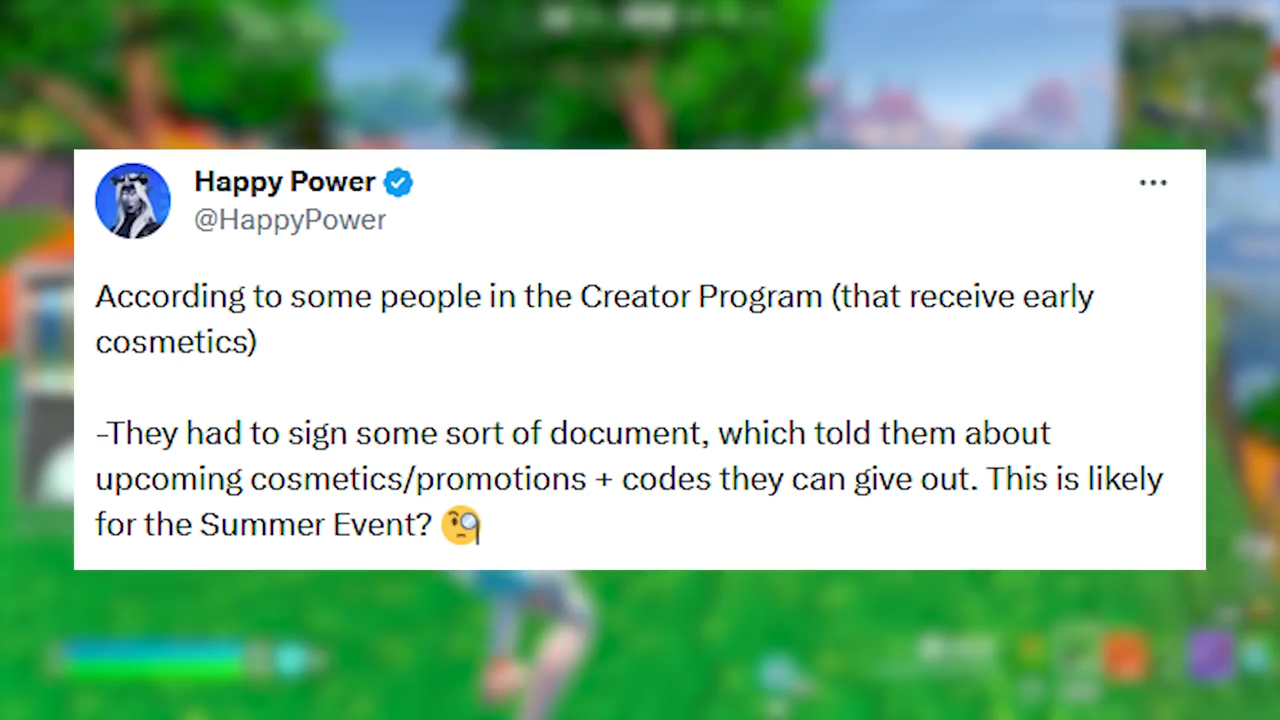 Happy Power
@HappyPower
According to some people in the Creator Program (that receive early
cosmetics)
-They had to sign some sort of document, which told them about
upcoming cosmetics/promotions + codes they can give out. This is likely
for the Summer Event? 🧐